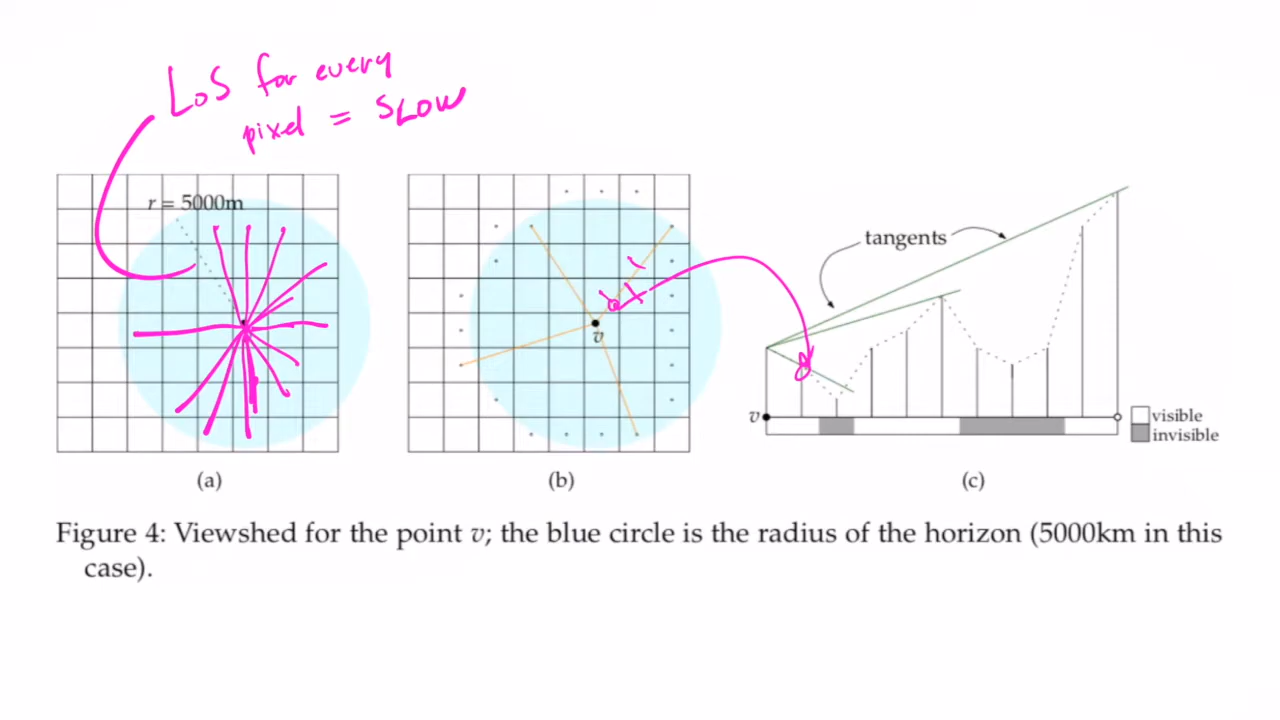 LoS for every
pixel = SLOW
r = 5000m
v
tangents
v
visible
invisible
(a)
(b)
(c)
Figure 4: Viewshed for the point v; the blue circle is the radius of the horizon (5000km in this
case).